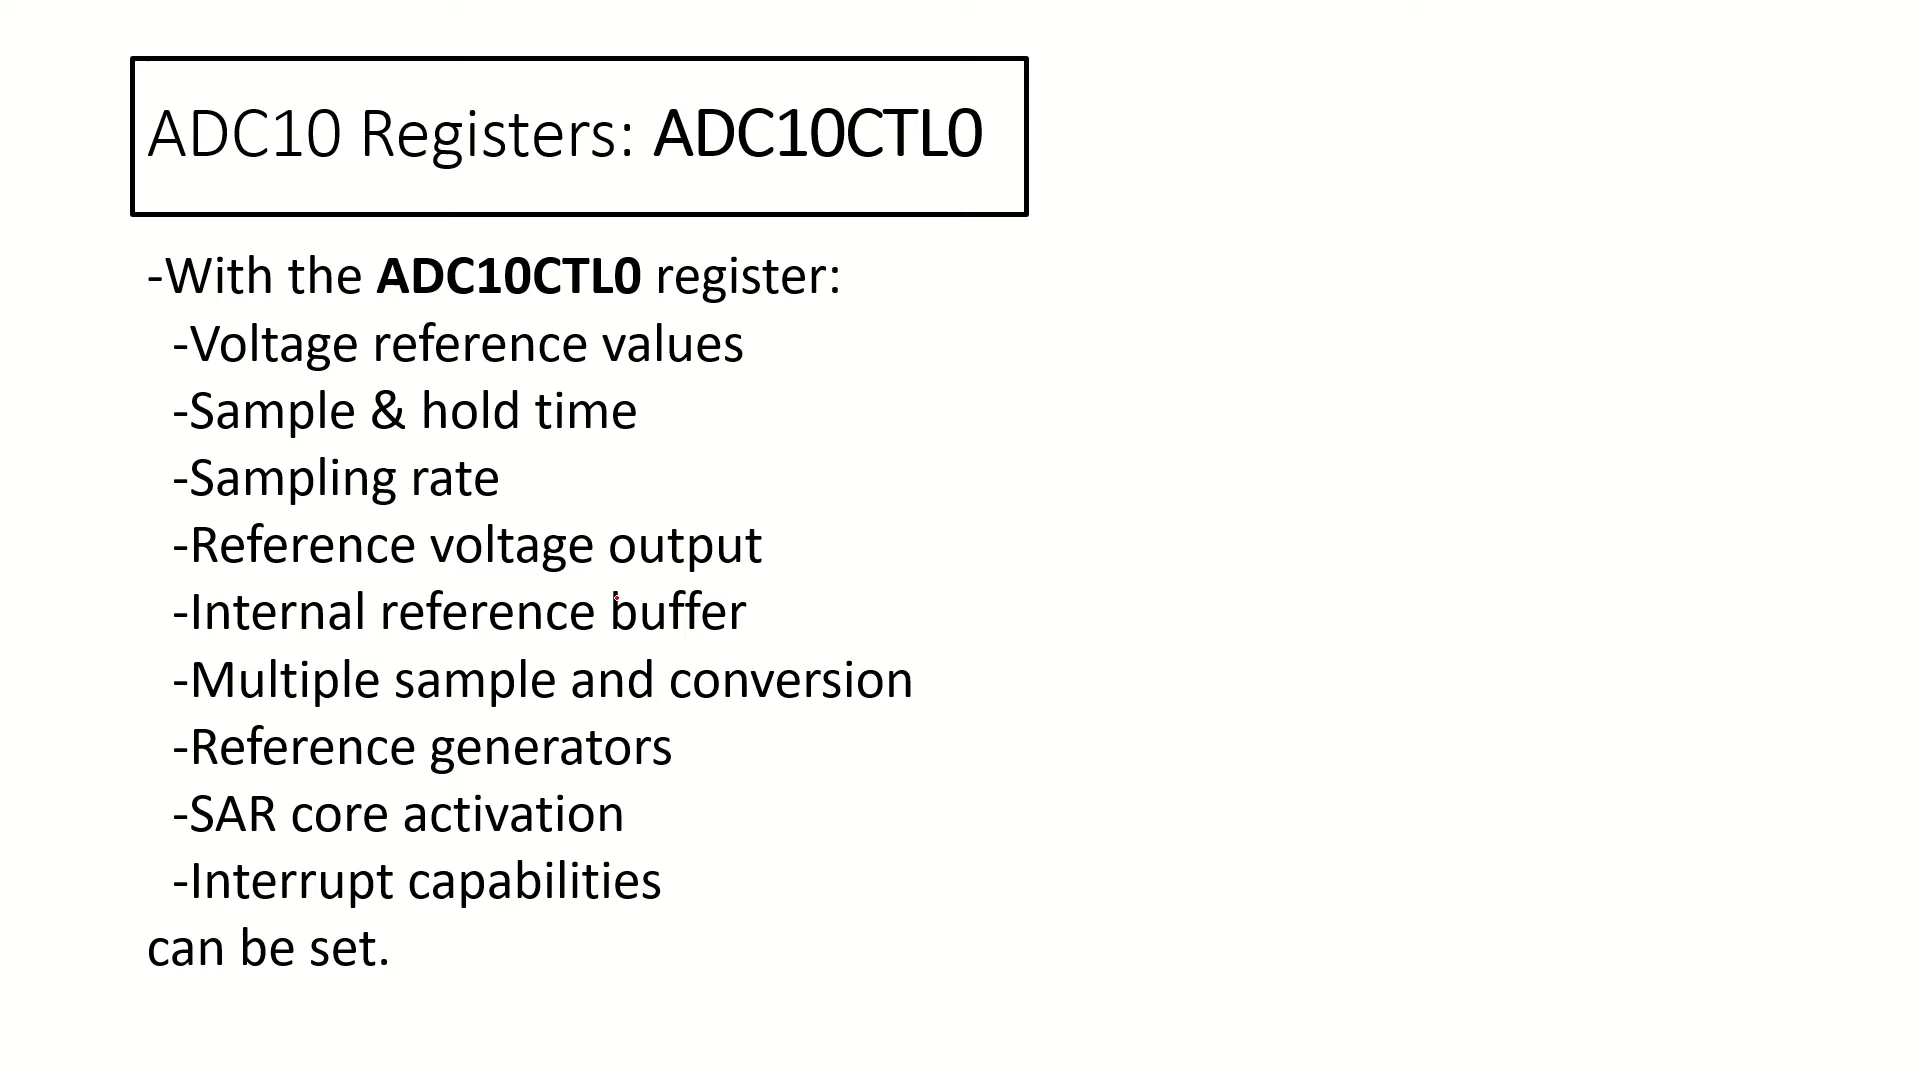 ADC10 Registers: ADC10CTL0
-With the ADC10CTL0 register:
-Voltage reference values
-Sample & hold time
-Sampling rate
-Reference voltage output
-Internal reference buffer
-Multiple sample and conversion
-Reference generators
-SAR core activation
-Interrupt capabilities
can be set.